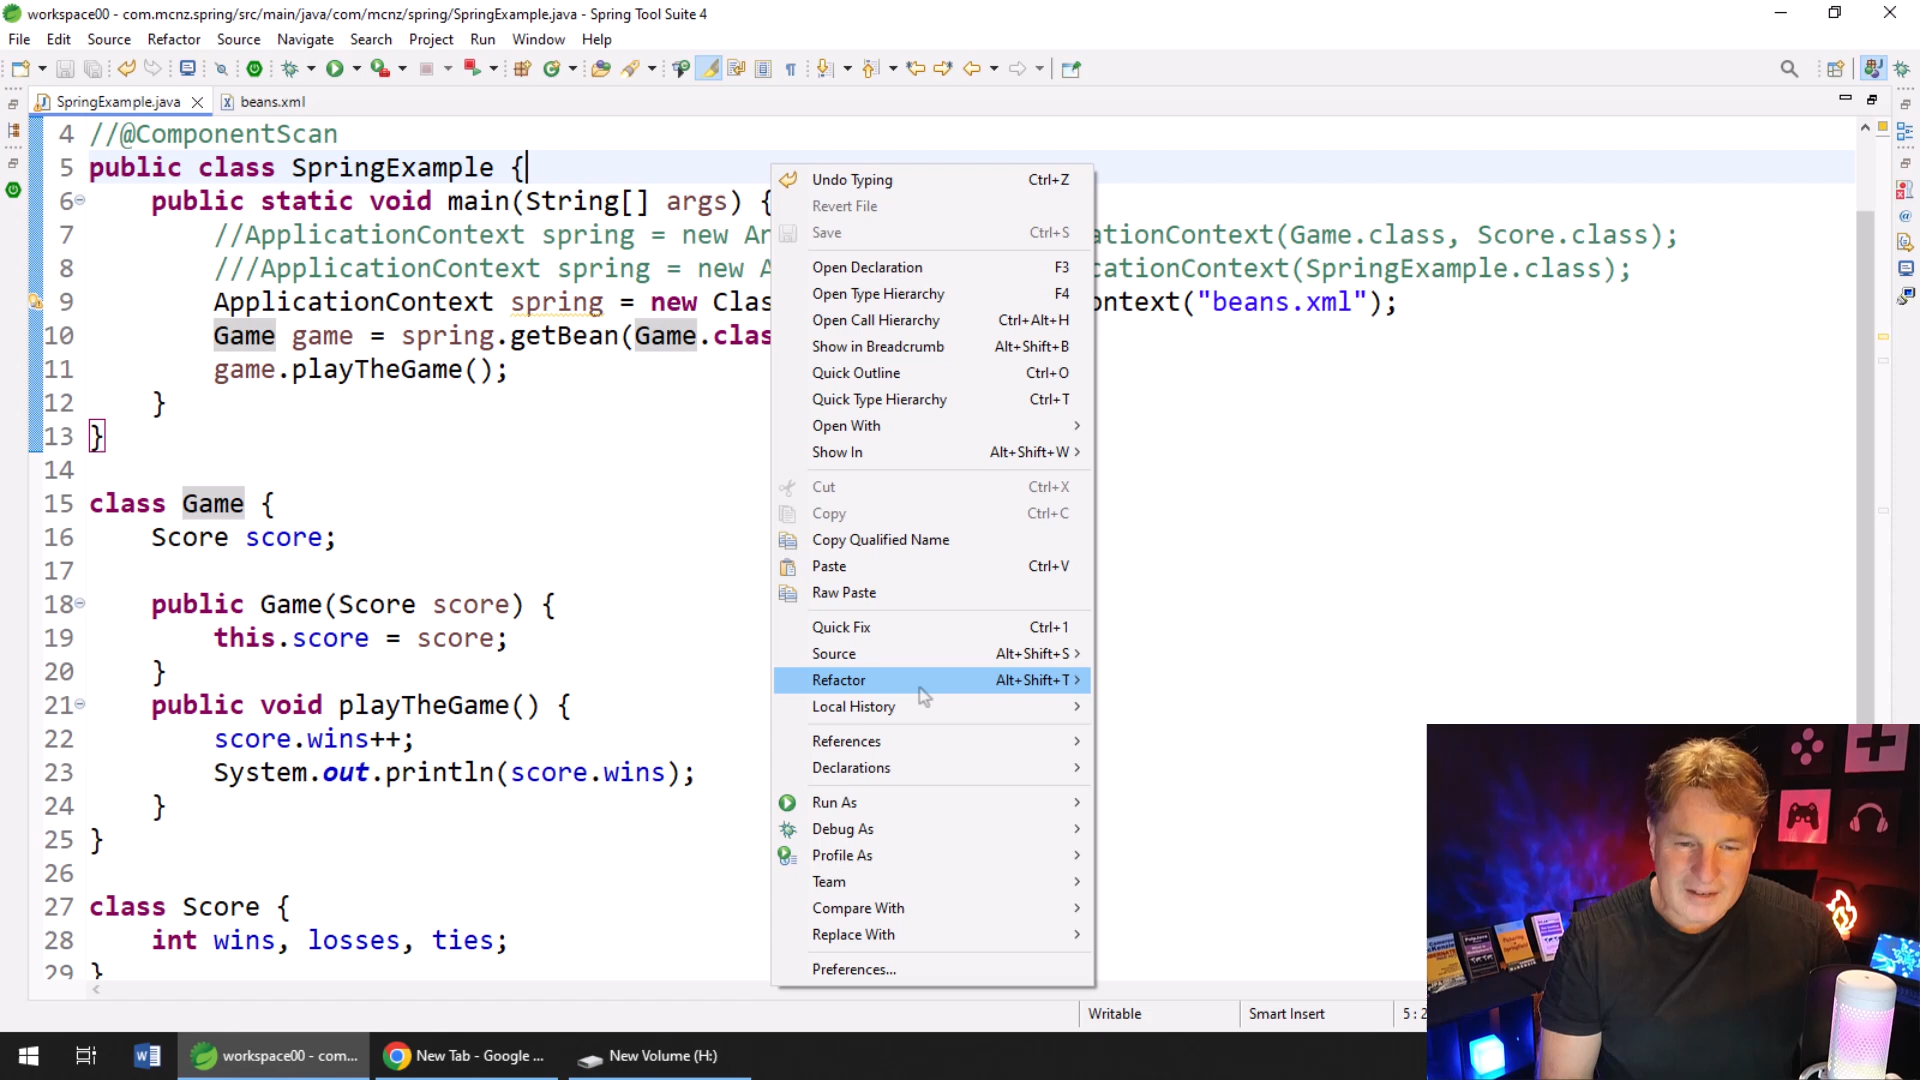 workspace00 - com.mcnz.spring/src/main/java/com/mcnz/spring/SpringExample.java - Spring Tool Suite 4
File Edit Source Refactor Source Navigate Search Project Run Window Help
SpringExample.java beans.xml
4 //@ComponentScan
5 public class SpringExample {
6 public static void main(String[] args) {
7 //ApplicationContext spring = new An ationContext(Game.class, Score.class);
8 ///ApplicationContext spring = new A cationContext(SpringExample.class);
9 ApplicationContext spring = new Clas ontext("beans.xml");
10 Game game = spring.getBean(Game.clas
11 game.playTheGame();
12 }
13 }
14
15 class Game {
16 Score score;
17
18 public Game(Score score) {
19 this.score = score;
20 }
21 public void playTheGame() {
22 score.wins++;
23 System.out.println(score.wins);
24 }
25 }
26
27 class Score {
28 int wins, losses, ties;
29 }
Undo Typing Ctrl+Z
Revert File
Save Ctrl+S
Open Declaration F3
Open Type Hierarchy F4
Open Call Hierarchy Ctrl+Alt+H
Show in Breadcrumb Alt+Shift+B
Quick Outline Ctrl+O
Quick Type Hierarchy Ctrl+T
Open With
Show In Alt+Shift+W
Cut Ctrl+X
Copy Ctrl+C
Copy Qualified Name
Paste Ctrl+V
Raw Paste
Quick Fix Ctrl+1
Source Alt+Shift+S
Refactor Alt+Shift+T
Local History
References
Declarations
Run As
Debug As
Profile As
Team
Compare With
Replace With
Preferences...
Writable Smart Insert 5 : 2
workspace00 - com... New Tab - Google ... New Volume (H:)